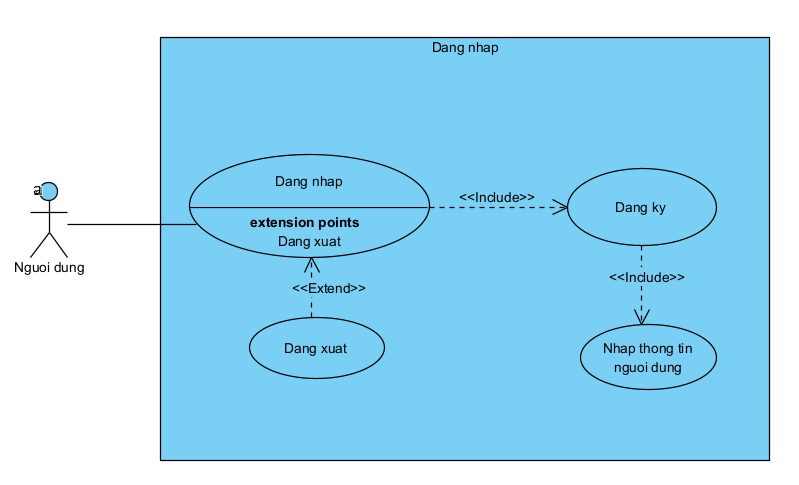 Dang nhap
a
Nguoi dung
Dang nhap
extension points
Dang xuat
<<Include>>
Dang ky
<<Extend>>
<<Include>>
Dang xuat
Nhap thong tin
nguoi dung